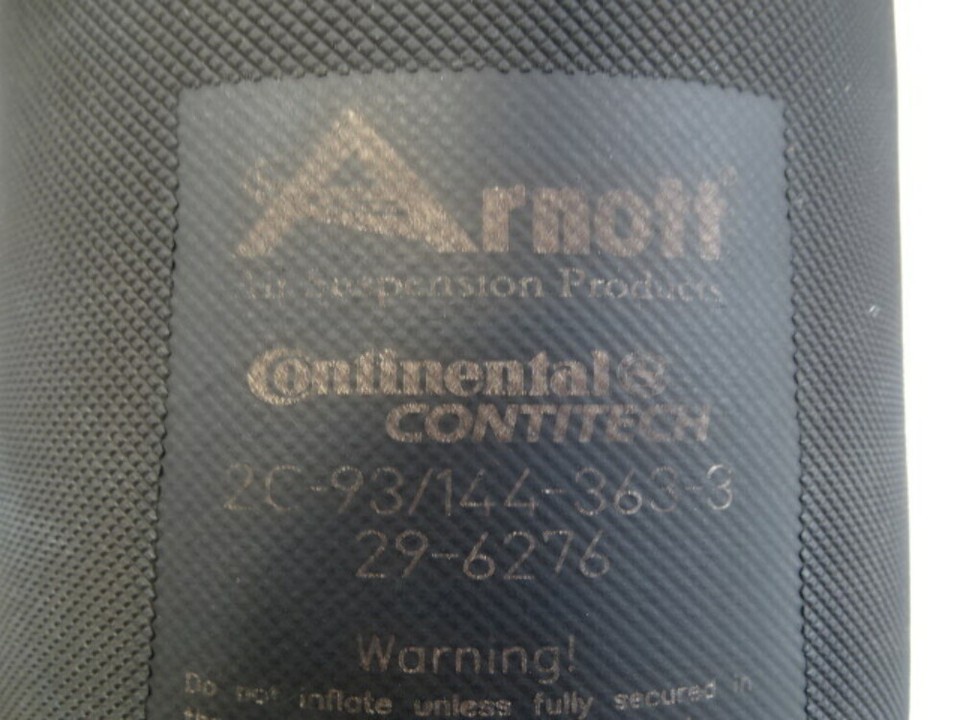 Arnott®
Air Suspension Products
Continental
CONTITECH
2C-93/144-363-3
29-6276
Warning!
Do not inflate unless fully secured in